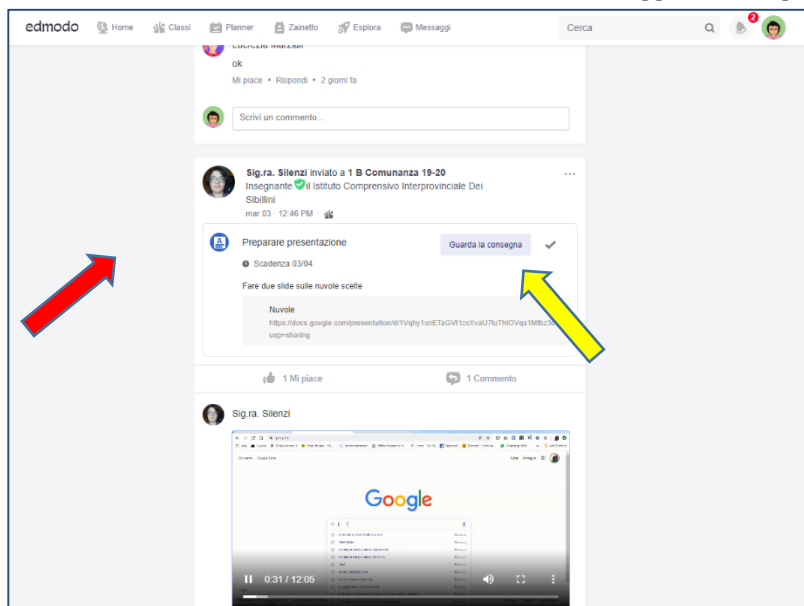 edmodo Home Classi Planner Zainetto Esplora Messaggi Cerca 2
Lucrezia Marziali
ok
Mi piace • Rispondi • 2 giorni fa
Scrivi un commento...
Sig.ra. Silenzi inviato a 1 B Comunanza 19-20
Insegnante il Istituto Comprensivo Interprovinciale Dei
Sibillini
mar 03 · 12:46 PM ·
Preparare presentazione Guarda la consegna
Scadenza 03/04
Fare due slide sulle nuvole scelte
Nuvole
usp=sharing
1 Mi piace 1 Commento
Sig.ra. Silenzi
Google
0:31 / 12:05